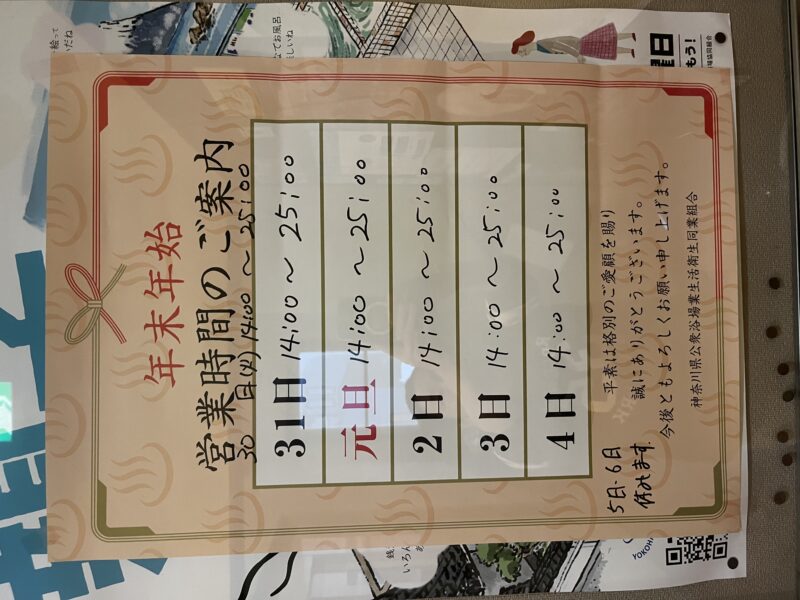 年末年始
営業時間のご案内
30日(火) 14:00 ~ 25:00
31日 14:00 ~ 25:00
元旦 14:00 ~ 25:00
2日 14:00 ~ 25:00
3日 14:00 ~ 25:00
4日 14:00 ~ 25:00
5日・6日
休みます.
平素は格別のご愛顧を賜り
誠にありがとうございます。
今後ともよろしくお願い申し上げます。
神奈川県公衆浴場業生活衛生同業組合
曜日
もう!